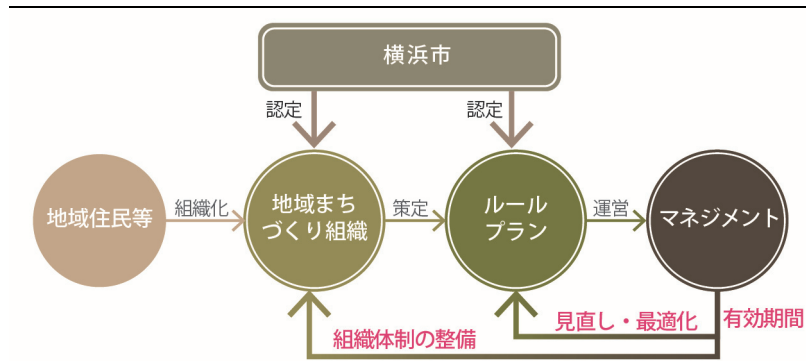 横浜市
認定
認定
地域住民等
組織化
地域まち
づくり組織
策定
ルール
プラン
運営
マネジメント
組織体制の整備
見直し・最適化
有効期間